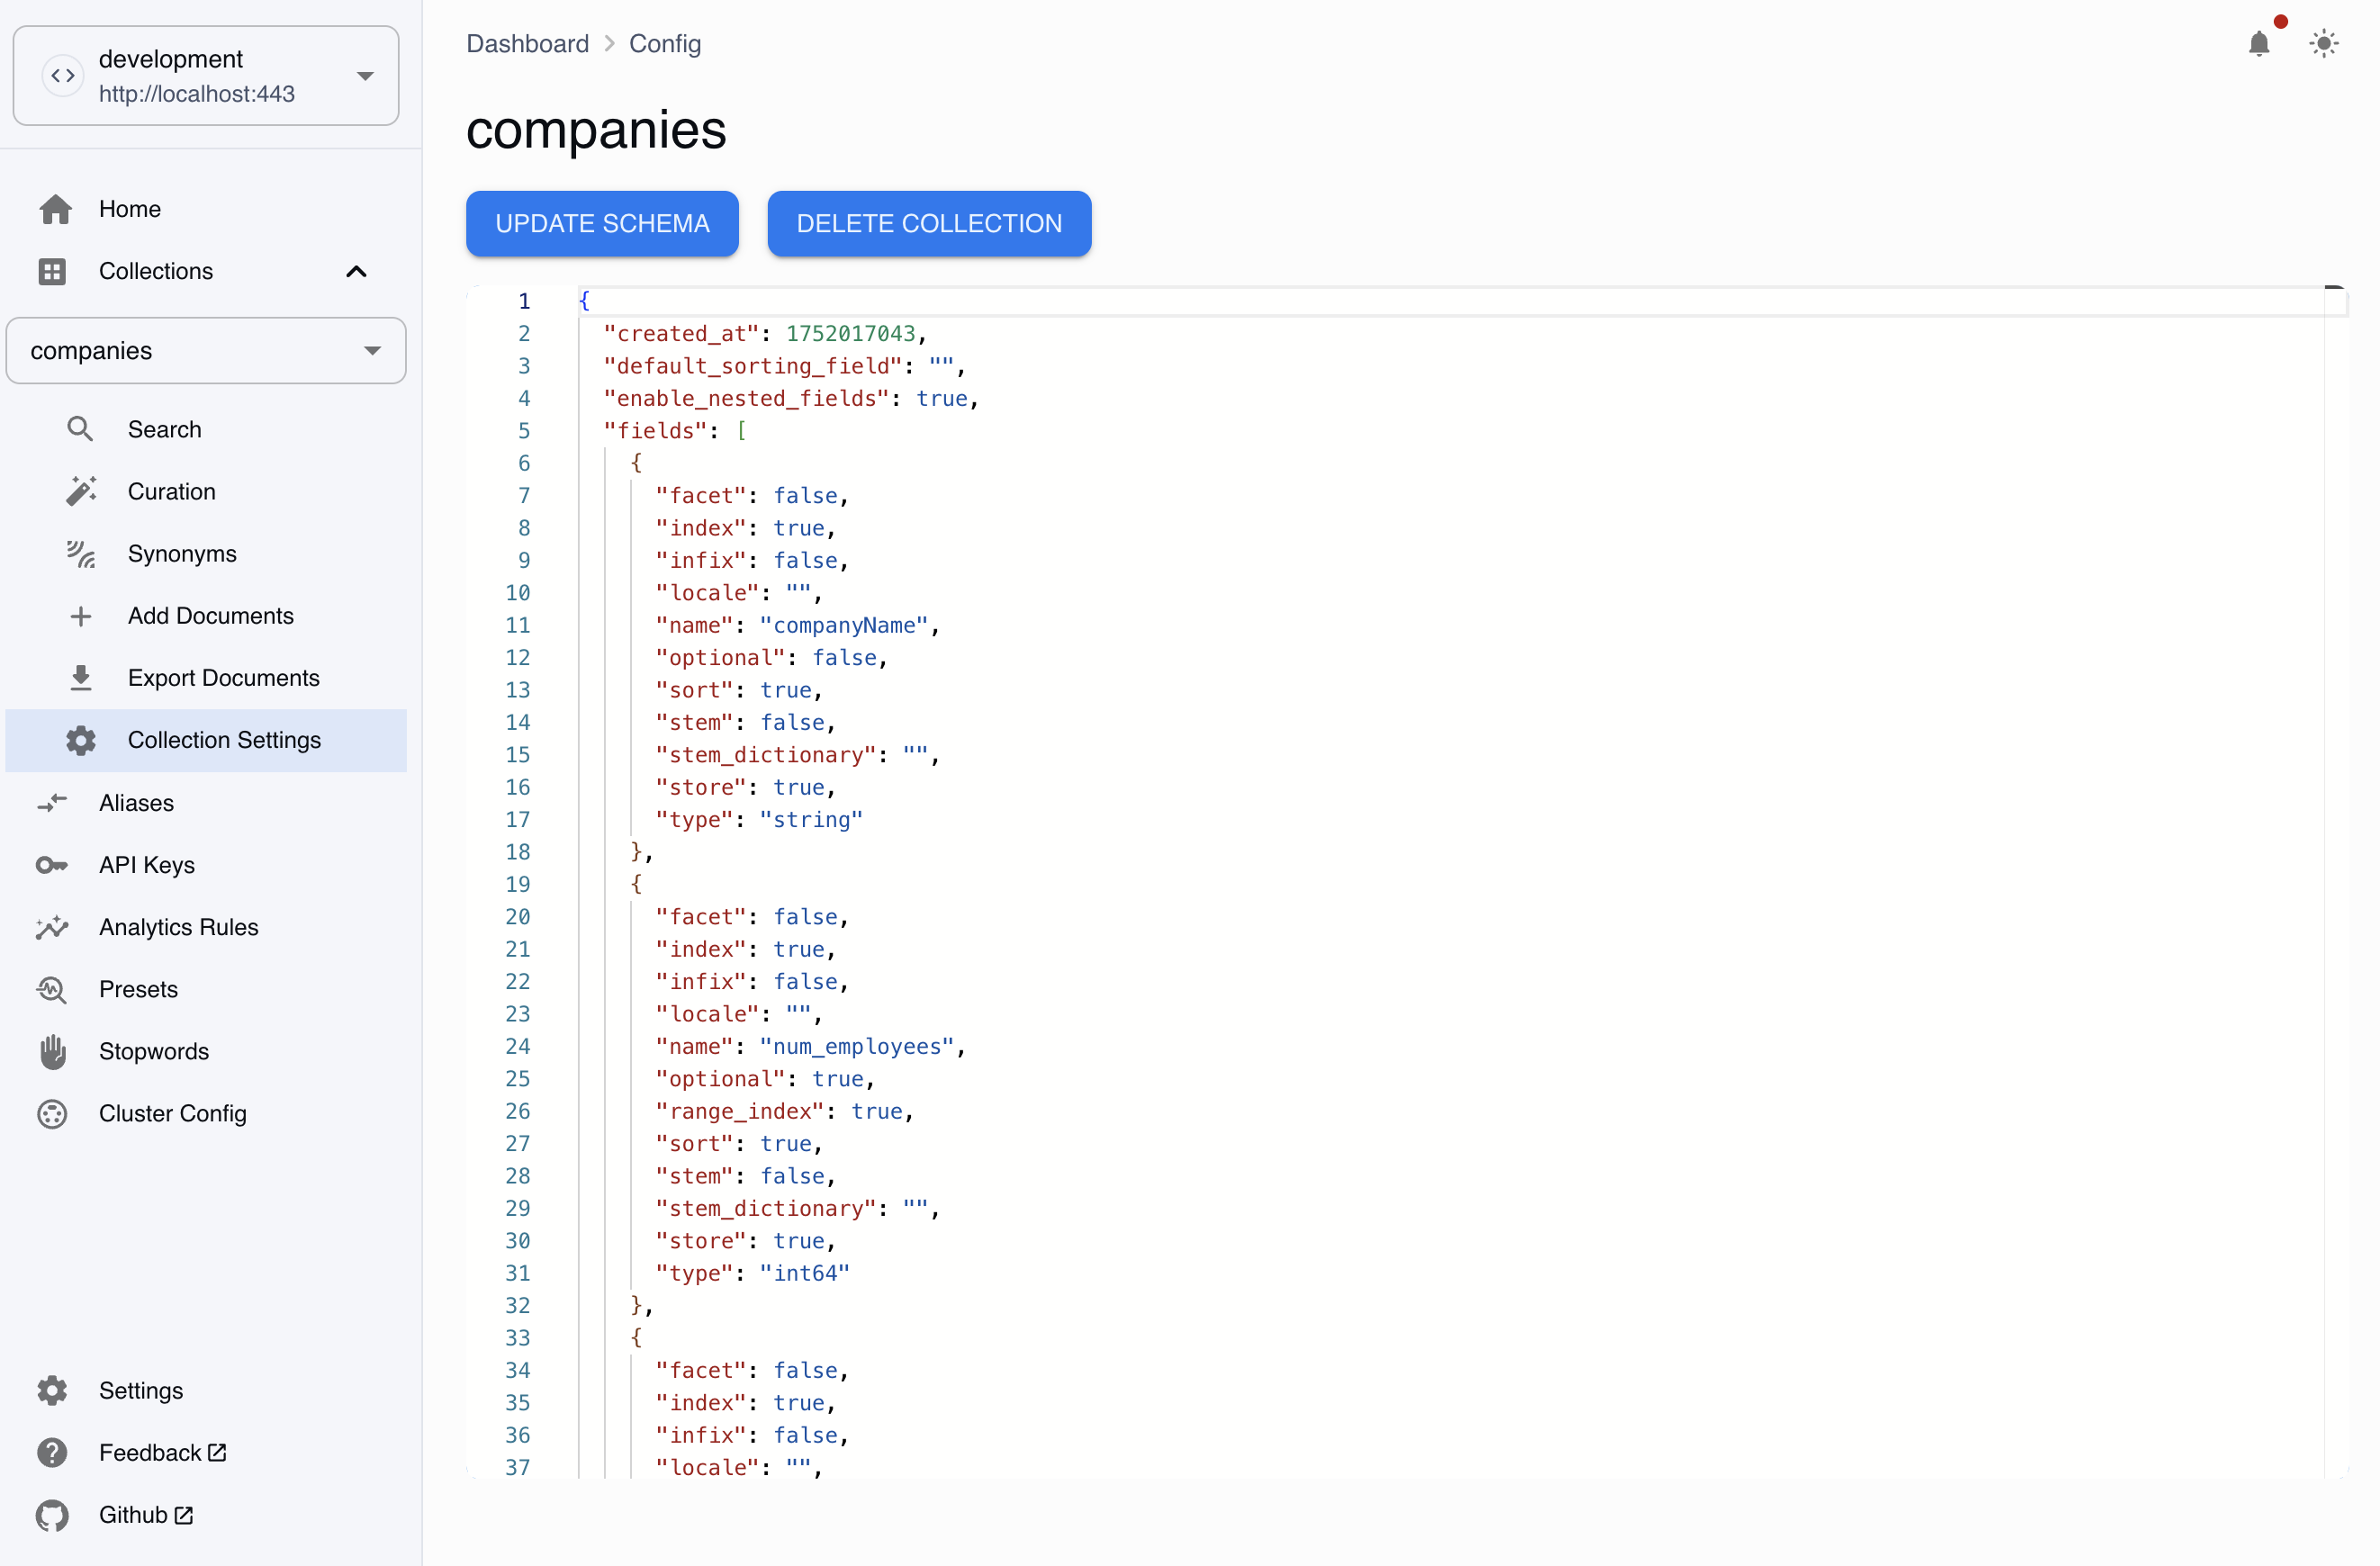 development
http://localhost:443
Home
Collections
companies
Search
Curation
Synonyms
Add Documents
Export Documents
Collection Settings
Aliases
API Keys
Analytics Rules
Presets
Stopwords
Cluster Config
Settings
Feedback
Github
Dashboard > Config
companies
UPDATE SCHEMA DELETE COLLECTION
1 {
2 "created_at": 1752017043,
3 "default_sorting_field": "",
4 "enable_nested_fields": true,
5 "fields": [
6 {
7 "facet": false,
8 "index": true,
9 "infix": false,
10 "locale": "",
11 "name": "companyName",
12 "optional": false,
13 "sort": true,
14 "stem": false,
15 "stem_dictionary": "",
16 "store": true,
17 "type": "string"
18 },
19 {
20 "facet": false,
21 "index": true,
22 "infix": false,
23 "locale": "",
24 "name": "num_employees",
25 "optional": true,
26 "range_index": true,
27 "sort": true,
28 "stem": false,
29 "stem_dictionary": "",
30 "store": true,
31 "type": "int64"
32 },
33 {
34 "facet": false,
35 "index": true,
36 "infix": false,
37 "locale": "",